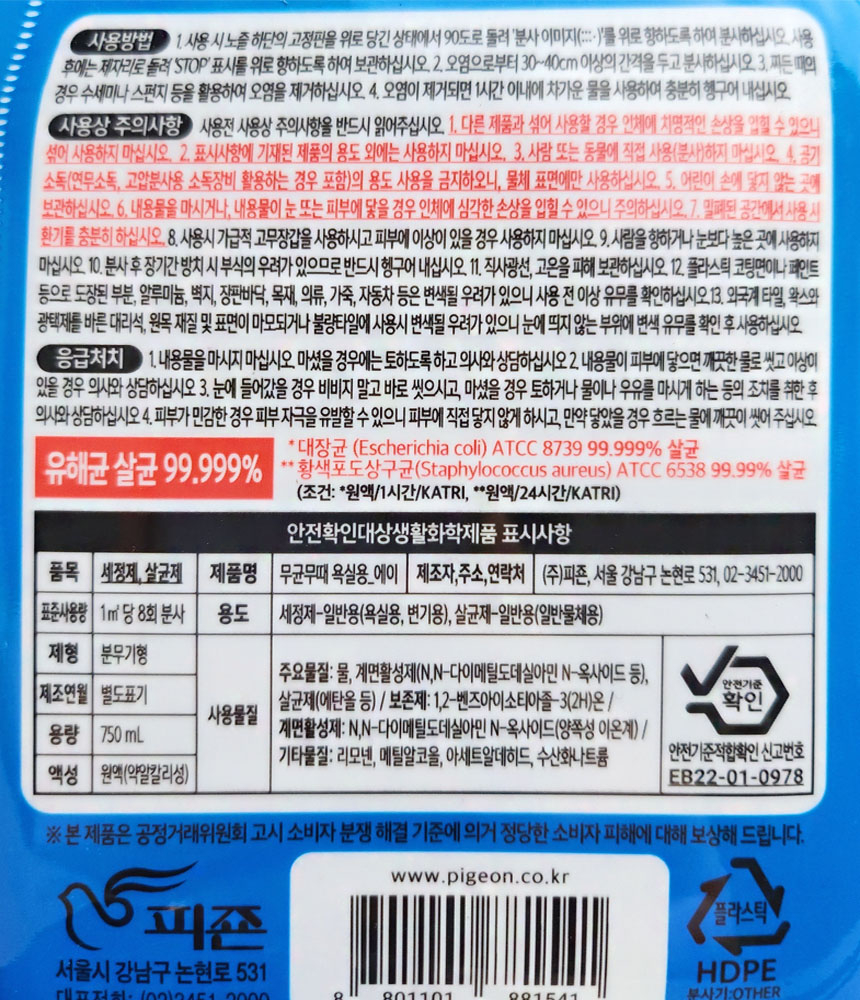 사용방법 1. 사용 시 노즐 하단의 고정판을 위로 당긴 상태에서 90도로 돌려 '분사 이미지(:::·)'를 위로 향하도록 하여 분사하십시오. 사용
후에는 제자리로 돌려 'STOP' 표시를 위로 향하도록 하여 보관하십시오. 2. 오염으로부터 30~40cm 이상의 간격을 두고 분사하십시오. 3. 찌든 때의
경우 수세미나 스펀지 등을 활용하여 오염을 제거하십시오. 4. 오염이 제거되면 1시간 이내에 차가운 물을 사용하여 충분히 헹구어 내십시오.
사용상 주의사항 사용전 사용상 주의사항을 반드시 읽어주십시오. 1. 다른 제품과 섞어 사용할 경우 인체에 치명적인 손상을 입힐 수 있으니
섞어 사용하지 마십시오. 2. 표시사항에 기재된 제품의 용도 외에는 사용하지 마십시오. 3. 사람 또는 동물에 직접 사용(분사)하지 마십시오. 4. 공기
소독(연무소독, 고압분사용 소독장비 활용하는 경우 포함)의 용도 사용을 금지하오니, 물체 표면에만 사용하십시오. 5. 어린이 손에 닿지 않는 곳에
보관하십시오. 6. 내용물을 마시거나, 내용물이 눈 또는 피부에 닿을 경우 인체에 심각한 손상을 입힐 수 있으니 주의하십시오. 7. 밀폐된 공간에서 사용 시
환기를 충분히 하십시오. 8. 사용시 가급적 고무장갑을 사용하시고 피부에 이상이 있을 경우 사용하지 마십시오. 9. 사람을 향하거나 눈보다 높은 곳에 사용하지
마십시오. 10. 분사 후 장기간 방치 시 부식의 우려가 있으므로 반드시 헹구어 내십시오. 11. 직사광선, 고온을 피해 보관하십시오. 12. 플라스틱 코팅면이나 페인트
등으로 도장된 부분, 알루미늄, 벽지, 장판바닥, 목재, 의류, 가죽, 자동차 등은 변색될 우려가 있으니 사용 전 이상 유무를 확인하십시오. 13. 외국계 타일, 왁스와
광택제를 바른 대리석, 원목 재질 및 표면이 마모되거나 불량타일에 사용시 변색될 우려가 있으니 눈에 띄지 않는 부위에 변색 유무를 확인 후 사용하십시오.
응급처치 1. 내용물을 마시지 마십시오. 마셨을 경우에는 토하도록 하고 의사와 상담하십시오. 2. 내용물이 피부에 닿으면 깨끗한 물로 씻고 이상이
있을 경우 의사와 상담하십시오. 3. 눈에 들어갔을 경우 비비지 말고 바로 씻으시고, 마셨을 경우 토하거나 물이나 우유를 마시게 하는 등의 조치를 취한 후
의사와 상담하십시오. 4. 피부가 민감한 경우 피부 자극을 유발할 수 있으니 피부에 직접 닿지 않게 하시고, 만약 닿았을 경우 흐르는 물에 깨끗이 씻어 주십시오.
유해균 살균 99.999%
*대장균 (Escherichia coli) ATCC 8739 99.999% 살균
**황색포도상구균(Staphylococcus aureus) ATCC 6538 99.99% 살균
(조건: *원액/1시간/KATRI, **원액/24시간/KATRI)
안전확인대상생활화학제품 표시사항
품목 세정제, 살균제 제품명 무균무때 욕실용_에이 제조자,주소,연락처 (주)피죤, 서울 강남구 논현로 531, 02-3451-2000
표준사용량 1㎡ 당 8회 분사 용도 세정제-일반용(욕실용, 변기용), 살균제-일반용(일반물체용)
제형 분무기형
제조연월 별도표기
용량 750 mL
액성 원액(약알칼리성)
사용물질
주요물질: 물, 계면활성제(N,N-다이메틸도데실아민 N-옥사이드 등),
살균제(에탄올 등) / 보존제: 1,2-벤즈아이소티아졸-3(2H)온 /
계면활성제: N,N-다이메틸도데실아민 N-옥사이드(양쪽성 이온계) /
기타물질: 리모넨, 메틸알코올, 아세트알데히드, 수산화나트륨
안전기준
확인
안전기준적합확인 신고번호
EB22-01-0978
※ 본 제품은 공정거래위원회 고시 소비자 분쟁 해결 기준에 의거 정당한 소비자 피해에 대해 보상해 드립니다.
피죤
서울시 강남구 논현로 531
대표전화: (02)3451-2000
www.pigeon.co.kr
8 801101 881541
플라스틱
HDPE
분사기:OTHER